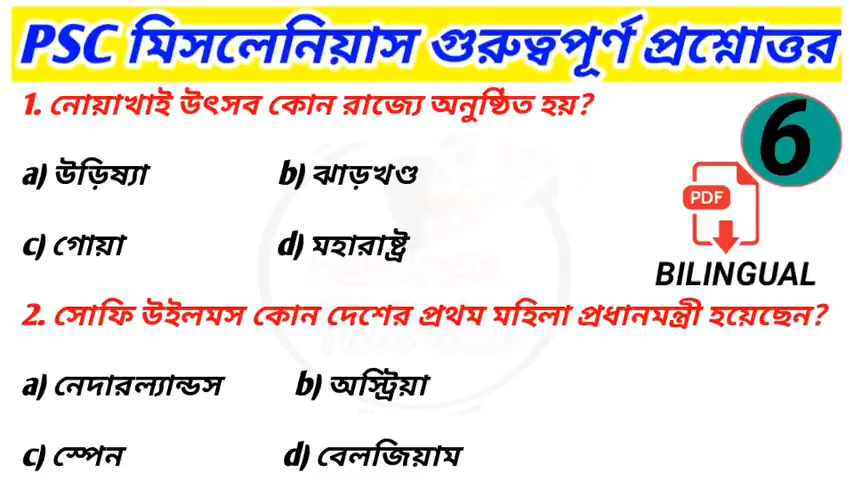 PSC মিসলেনিয়াস গুরুত্বপূর্ণ প্রশ্নোত্তর
1. নোয়াখাই উৎসব কোন রাজ্যে অনুষ্ঠিত হয়?
6
a) উড়িষ্যা b) ঝাড়খণ্ড
PDF
c) গোয়া d) মহারাষ্ট্র
BILINGUAL
2. সোফি উইলমস কোন দেশের প্রথম মহিলা প্রধানমন্ত্রী হয়েছেন?
a) নেদারল্যান্ডস b) অস্ট্রিয়া
c) স্পেন d) বেলজিয়াম